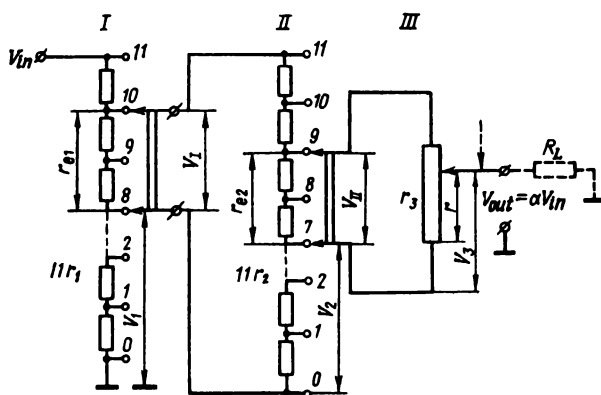 I II III
V_in
11
10
9
8
2
1
0
r_e1
V_I
11r_1
V_1
11
10
9
8
7
2
1
0
r_e2
V_II
11r_2
V_2
r_3
r
V_3
R_L
V_out=αV_in